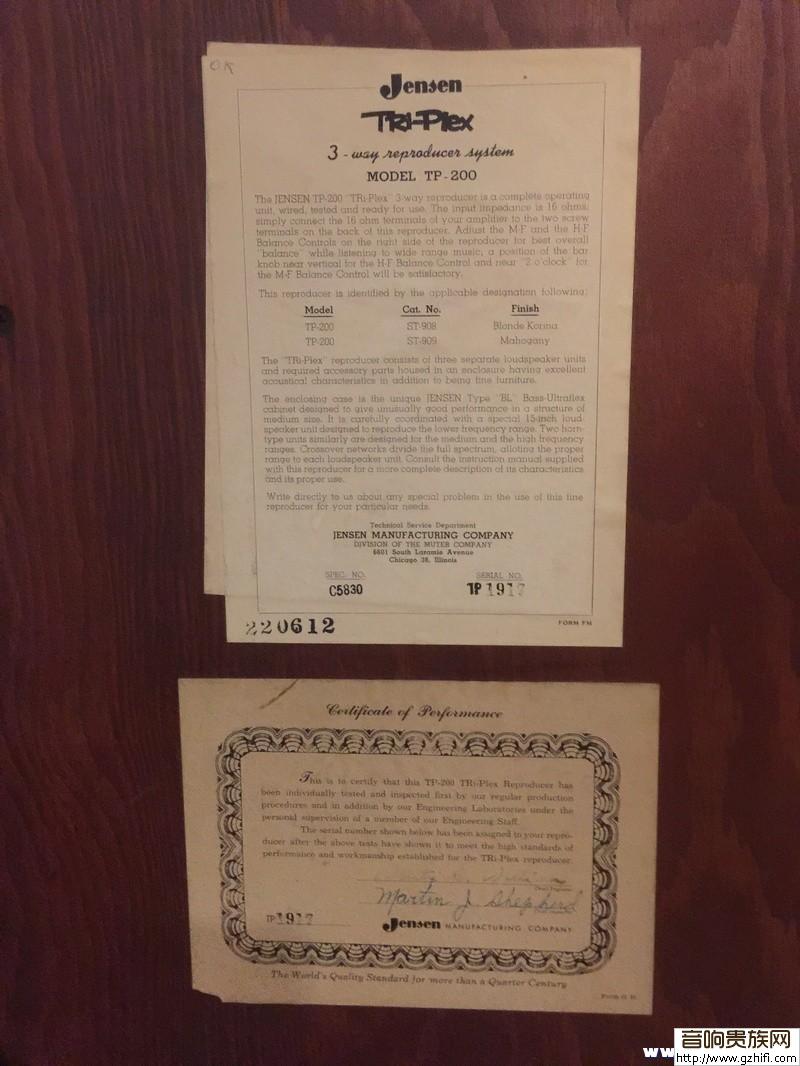 OK
Jensen
TRi-Plex
3-way reproducer system
MODEL TP-200
The JENSEN TP-200 "TRi-Plex" 3-way reproducer is a complete operating
unit, wired, tested and ready for use. The input impedance is 16 ohms;
simply connect the 16 ohm terminals of your amplifier to the two screw
terminals on the back of this reproducer. Adjust the M-F and the H-F
Balance Controls on the right side of the reproducer for best overall
"balance" while listening to wide range music; a position of the bar
knob near vertical for the H-F Balance Control and near "2 o'clock" for
the M-F Balance Control will be satisfactory.
This reproducer is identified by the applicable designation following:
Model Cat. No. Finish
TP-200 ST-908 Blonde Korina
TP-200 ST-909 Mahogany
The "TRi-Plex" reproducer consists of three separate loudspeaker units
and required accessory parts housed in an enclosure having excellent
acoustical characteristics in addition to being fine furniture.
The enclosing case is the unique JENSEN Type "BL" Bass-Ultraflex
cabinet designed to give unusually good performance in a structure of
medium size. It is carefully coordinated with a special 15-inch loud-
speaker unit designed to reproduce the lower frequency range. Two horn-
type units similarly are designed for the medium and the high frequency
ranges. Crossover networks divide the full spectrum, alloting the proper
range to each loudspeaker unit. Consult the instruction manual supplied
with this reproducer for a more complete description of its characteristics
and its proper use.
Write directly to us about any special problem in the use of this fine
reproducer for your particular needs.
Technical Service Department
JENSEN MANUFACTURING COMPANY
DIVISION OF THE MUTER COMPANY
6601 South Laramie Avenue
Chicago 38, Illinois
SPEC. NO. SERIAL NO.
C5830 TP 1917
220612 FORM FM
Certificate of Performance
This is to certify that this TP-200 TRi-Plex Reproducer has
been individually tested and inspected first by our regular production
procedures and in addition by our Engineering Laboratories under the
personal supervision of a member of our Engineering Staff.
The serial number shown below has been assigned to your repro-
ducer after the above tests have shown it to meet the high standards of
performance and workmanship established for the TRi-Plex reproducer.
Martin J. Shepherd
TP 1917
Jensen MANUFACTURING COMPANY
The World's Quality Standard for more than a Quarter Century
音响贵族网
http://www.gzhifi.com/